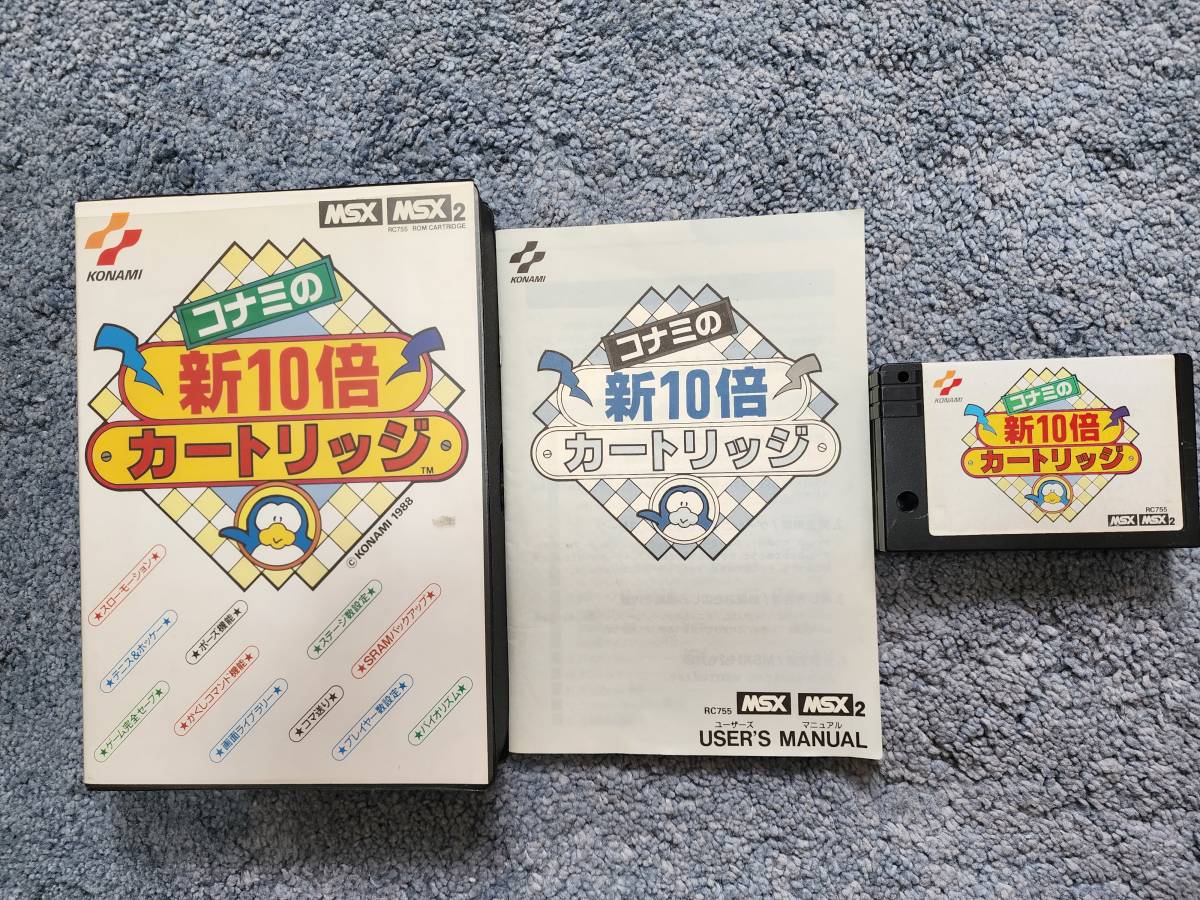 MSX MSX2
RC755 ROM CARTRIDGE
KONAMI
コナミの
新10倍
カートリッジ™
© KONAMI 1988
★スローモーション★
★テニス&ホッケー★
★ポーズ機能★
★ステージ数設定★
★SRAMバックアップ★
★ゲーム完全セーブ★
★かくしコマンド機能★
★画面ライブラリー★
★コマ送り★
★プレイヤー数設定★
★バイオリズム★
KONAMI
コナミの
新10倍
カートリッジ
RC755 MSX MSX2
ユーザーズ マニュアル
USER'S MANUAL
KONAMI
コナミの
新10倍
カートリッジ
RC755
MSX MSX2